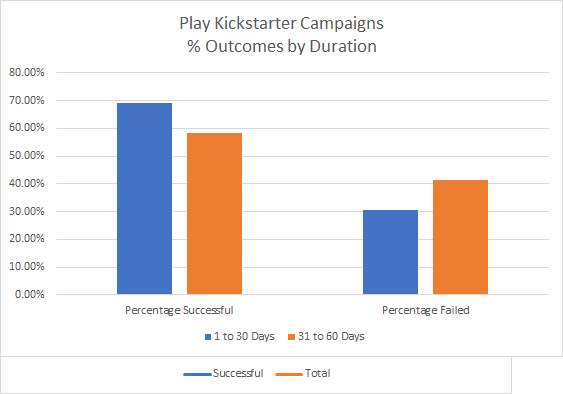 Play Kickstarter Campaigns
% Outcomes by Duration
80.00%
70.00%
60.00%
50.00%
40.00%
30.00%
20.00%
10.00%
0.00%
Percentage Successful Percentage Failed
1 to 30 Days 31 to 60 Days
Successful Total